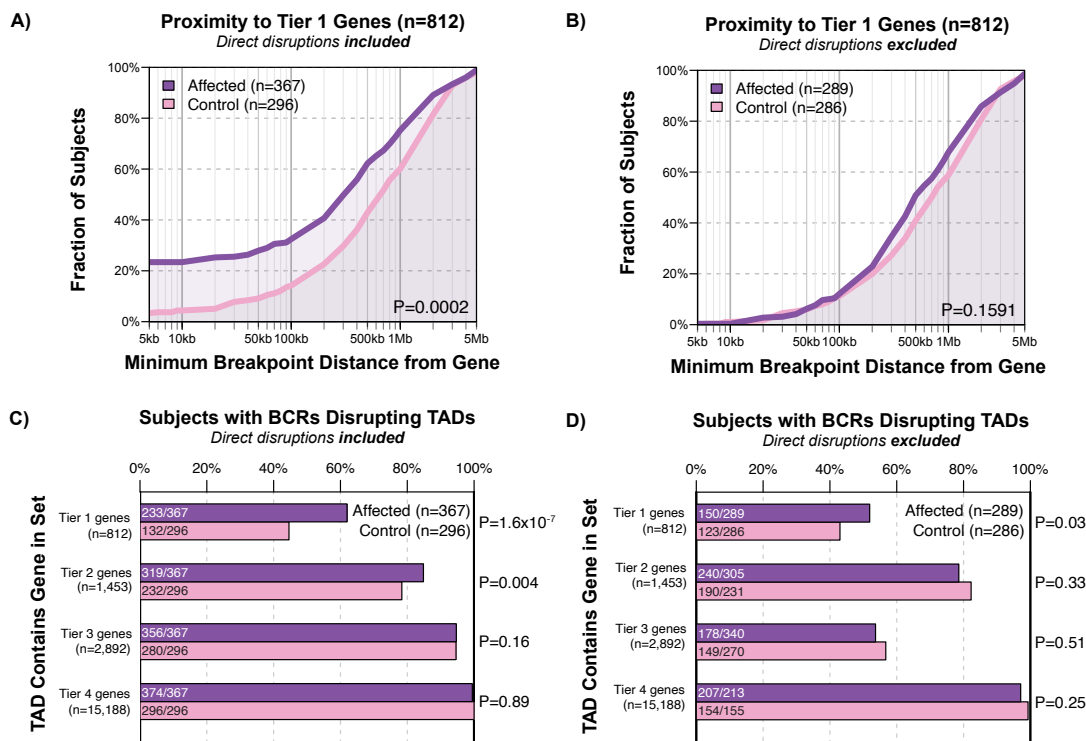 A)
Proximity to Tier 1 Genes (n=812)
Direct disruptions included
100%
80%
60%
40%
20%
0%
Fraction of Subjects
Affected (n=367)
Control (n=296)
P=0.0002
5kb
10kb
100kb
500kb
1Mb
5Mb
Minimum Breakpoint Distance from Gene
B)
Proximity to Tier 1 Genes (n=812)
Direct disruptions excluded
100%
80%
60%
40%
20%
0%
Fraction of Subjects
Affected (n=289)
Control (n=286)
P=0.1591
5kb
10kb
100kb
500kb
1Mb
5Mb
Minimum Breakpoint Distance from Gene
C)
Subjects with BCRs Disrupting TADs
Direct disruptions included
0%
20%
40%
60%
80%
100%
TAD Contains Gene in Set
Affected (n=367)
Control (n=296)
Tier 1 genes
(n=812)
233/367
132/296
P=1.6x10⁻⁷
Tier 2 genes
(n=1,453)
319/367
232/296
P=0.004
Tier 3 genes
(n=2,892)
356/367
280/296
P=0.16
Tier 4 genes
(n=15,188)
374/367
296/296
P=0.89
D)
Subjects with BCRs Disrupting TADs
Direct disruptions excluded
0%
20%
40%
60%
80%
100%
TAD Contains Gene in Set
Affected (n=289)
Control (n=286)
Tier 1 genes
(n=812)
150/289
123/286
P=0.03
Tier 2 genes
(n=1,453)
240/305
190/231
P=0.33
Tier 3 genes
(n=2,892)
178/340
149/270
P=0.51
Tier 4 genes
(n=15,188)
207/213
154/155
P=0.25